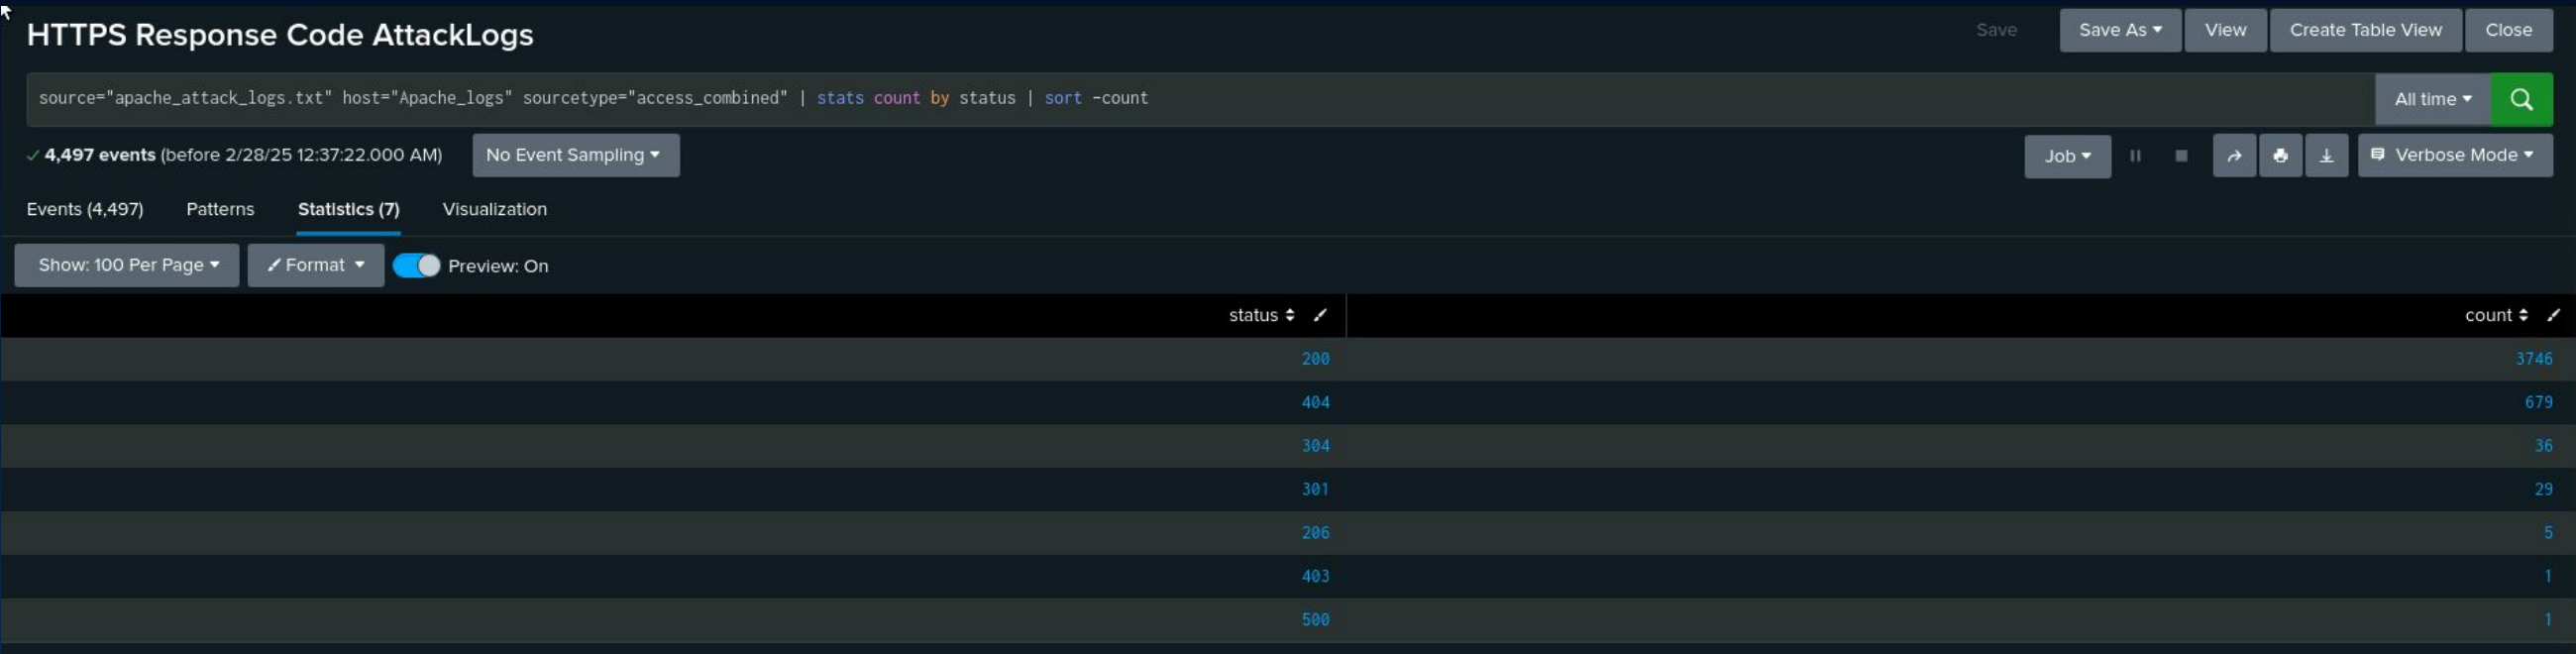 HTTPS Response Code AttackLogs
Save Save As View Create Table View Close
source="apache_attack_logs.txt" host="Apache_logs" sourcetype="access_combined" | stats count by status | sort -count
All time
4,497 events (before 2/28/25 12:37:22.000 AM) No Event Sampling Job Verbose Mode
Events (4,497) Patterns Statistics (7) Visualization
Show: 100 Per Page Format Preview: On
status count
200 3746
404 679
304 36
301 29
206 5
403 1
500 1